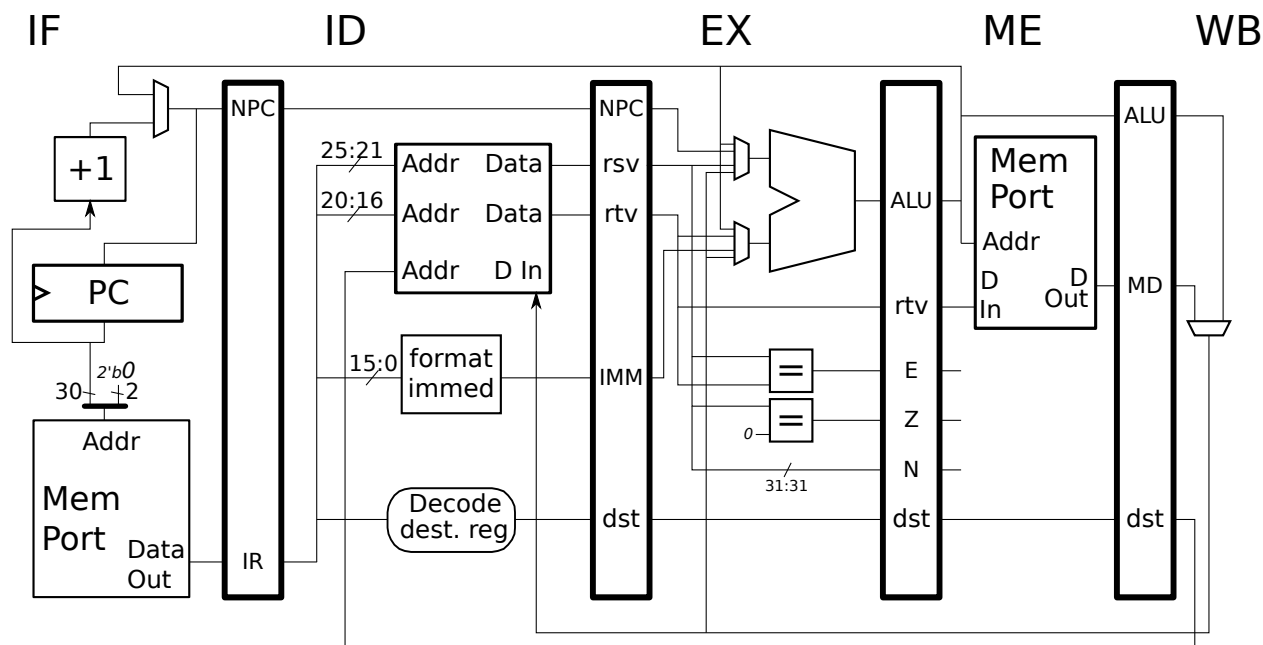 IF ID EX ME WB
NPC NPC ALU
+1
25:21 Addr Data rsv
20:16 Addr Data rtv
Addr D In
Mem
Port
Addr
D
In
D
Out
ALU
PC
rtv
MD
2'b0
30 2
15:0
format
immed
IMM
= E
= Z
0
N
31:31
Addr
Mem
Port
Data
Out
IR
Decode
dest. reg
dst dst dst